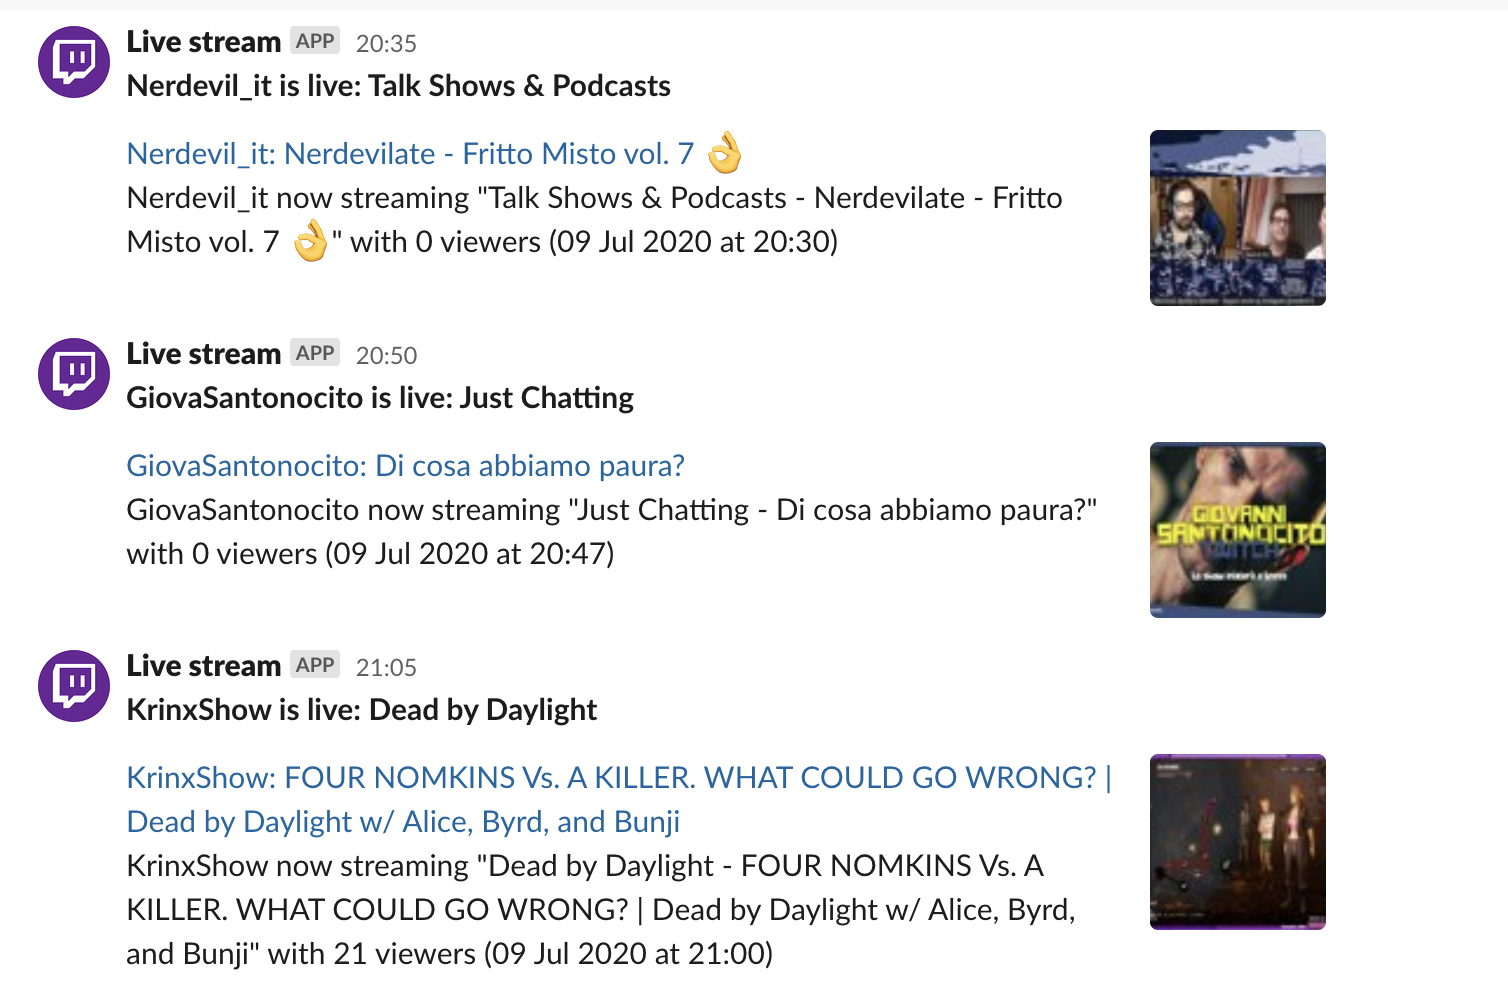 Live stream APP 20:35
Nerdevil_it is live: Talk Shows & Podcasts
Nerdevil_it: Nerdevilate - Fritto Misto vol. 7 👌
Nerdevil_it now streaming "Talk Shows & Podcasts - Nerdevilate - Fritto
Misto vol. 7 👌" with 0 viewers (09 Jul 2020 at 20:30)
Live stream APP 20:50
GiovaSantonocito is live: Just Chatting
GiovaSantonocito: Di cosa abbiamo paura?
GiovaSantonocito now streaming "Just Chatting - Di cosa abbiamo paura?"
with 0 viewers (09 Jul 2020 at 20:47)
GIOVANNI
SANTONOCITO
Live stream APP 21:05
KrinxShow is live: Dead by Daylight
KrinxShow: FOUR NOMKINS Vs. A KILLER. WHAT COULD GO WRONG? |
Dead by Daylight w/ Alice, Byrd, and Bunji
KrinxShow now streaming "Dead by Daylight - FOUR NOMKINS Vs. A
KILLER. WHAT COULD GO WRONG? | Dead by Daylight w/ Alice, Byrd,
and Bunji" with 21 viewers (09 Jul 2020 at 21:00)